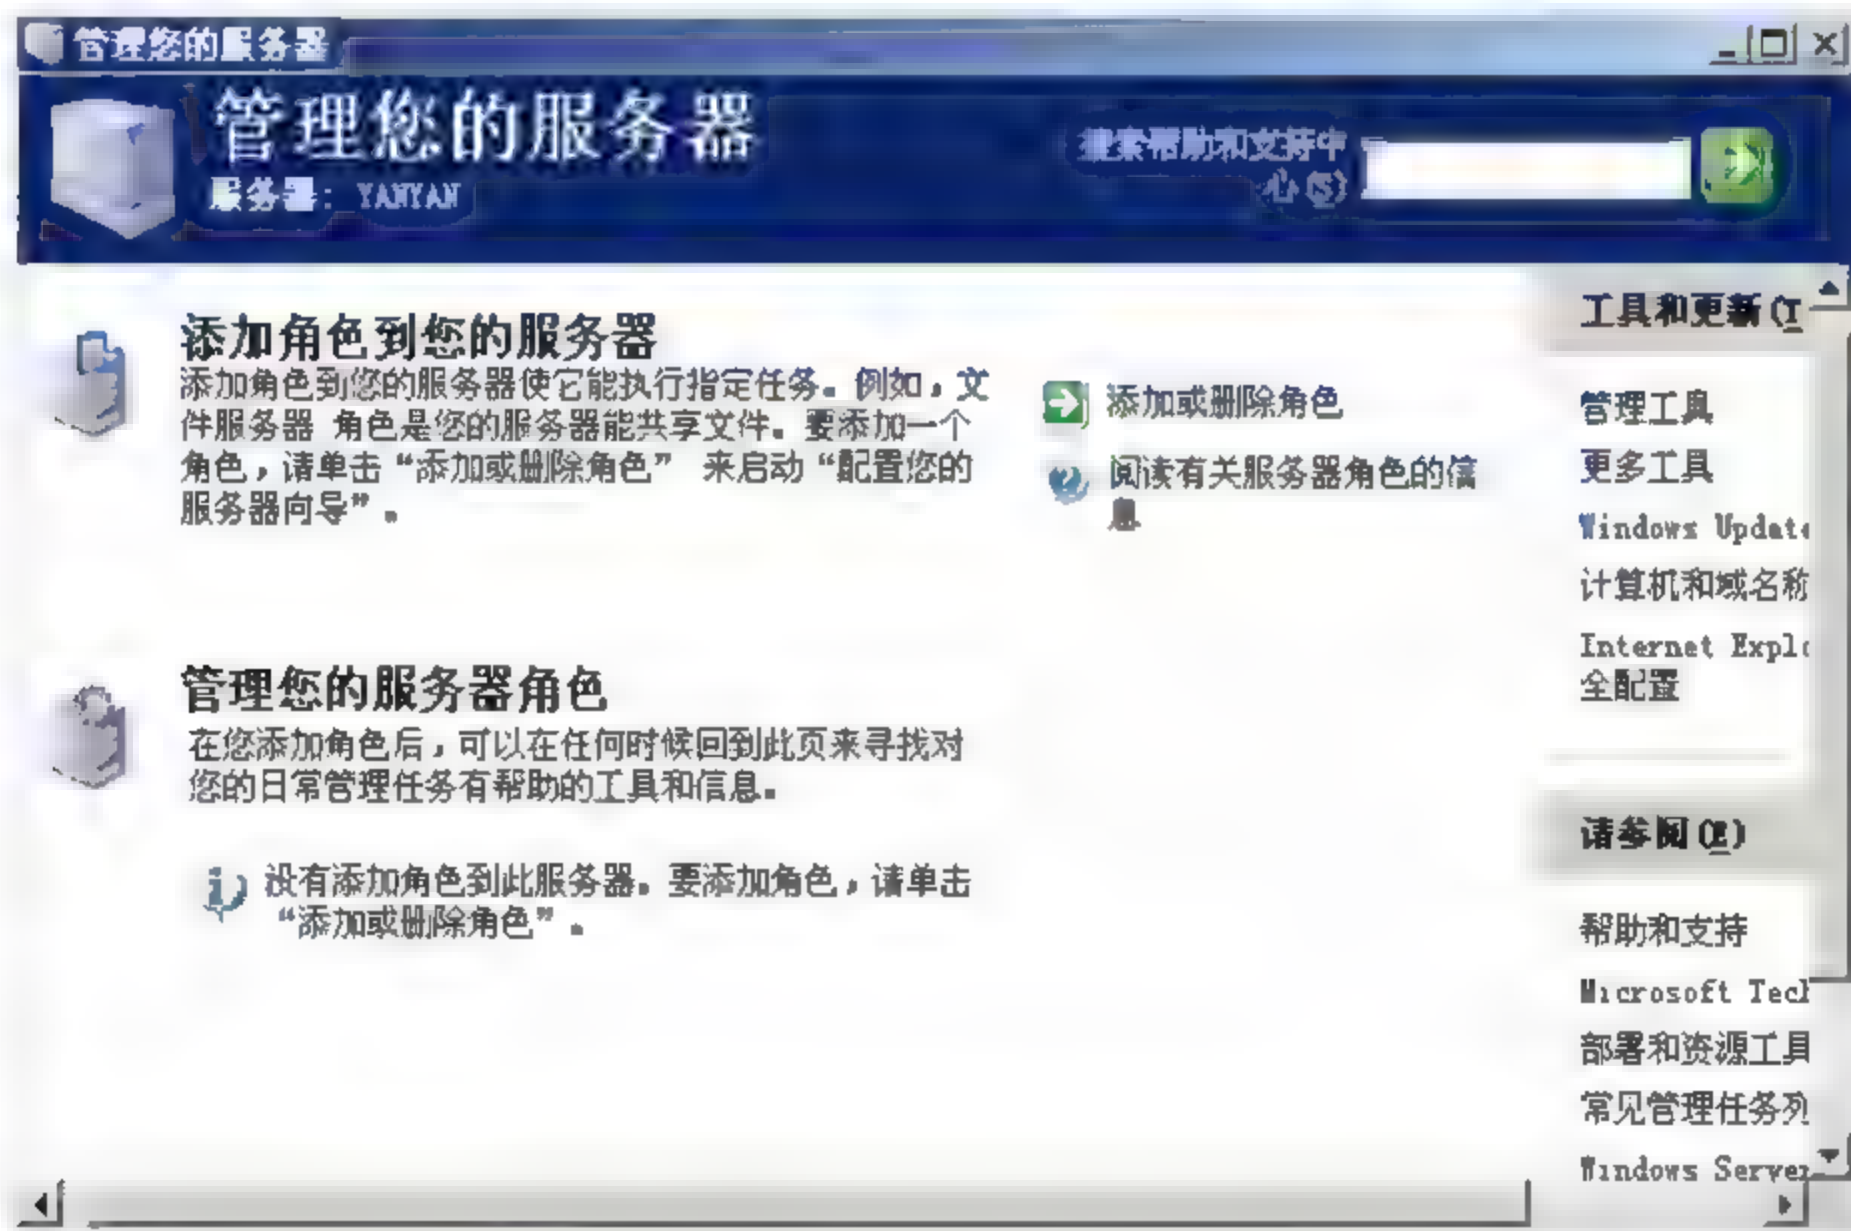 管理您的服务器
管理您的服务器
服务器: YANYAN
搜索帮助和支持中
心(S)
添加角色到您的服务器
添加角色到您的服务器使它能执行指定任务。例如，文
件服务器 角色是您的服务器能共享文件。要添加一个
角色，请单击“添加或删除角色” 来启动“配置您的
服务器向导”。
添加或删除角色
阅读有关服务器角色的信
息
管理您的服务器角色
在您添加角色后，可以在任何时候回到此页来寻找对
您的日常管理任务有帮助的工具和信息。
没有添加角色到此服务器。要添加角色，请单击
“添加或删除角色”。
工具和更新(T
管理工具
更多工具
Windows Update
计算机和域名称
Internet Explo
全配置
请参阅(E)
帮助和支持
Microsoft Tech
部署和资源工具
常见管理任务列
Windows Server